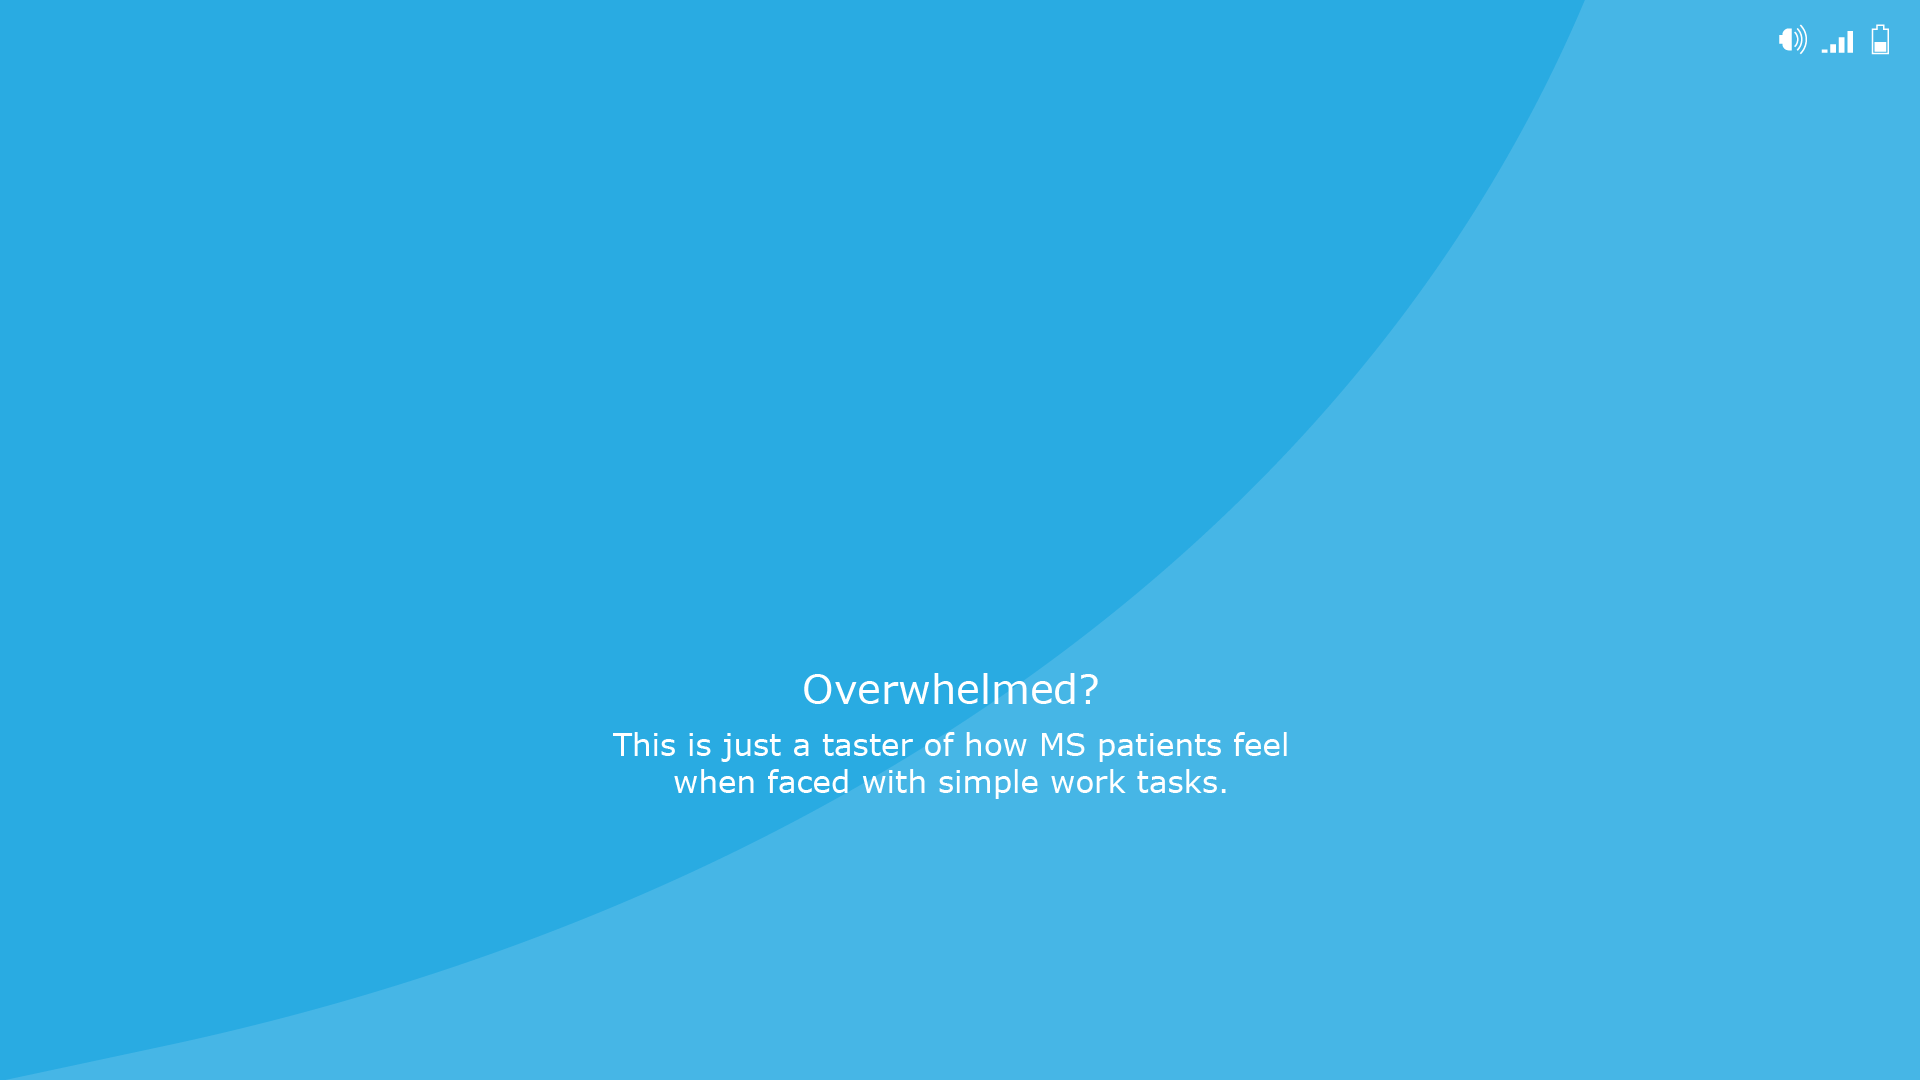 Overwhelmed?
This is just a taster of how MS patients feel
when faced with simple work tasks.